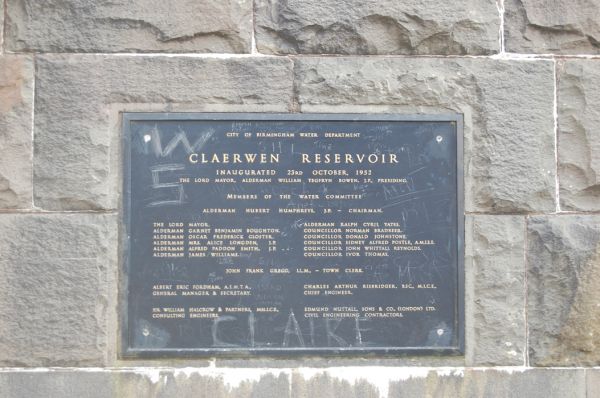 CITY OF BIRMINGHAM WATER DEPARTMENT
CLAERWEN RESERVOIR
INAUGURATED 23RD OCTOBER, 1952
THE LORD MAYOR, ALDERMAN WILLIAM TEGFRYN BOWEN, J.P., PRESIDING.
MEMBERS OF THE WATER COMMITTEE
ALDERMAN HUBERT HUMPHREYS, J.P. – CHAIRMAN.
THE LORD MAYOR.
ALDERMAN GARNET BENJAMIN BOUGHTON.
ALDERMAN OSCAR FREDERICK GLOSTER.
ALDERMAN MRS. ALICE LONGDEN, J.P.
ALDERMAN ALFRED PADDON SMITH, J.P.
ALDERMAN JAMES WILLIAMS.
ALDERMAN RALPH CYRIL YATES.
COUNCILLOR NORMAN BRADBEER.
COUNCILLOR DONALD JOHNSTONE.
COUNCILLOR SIDNEY ALFRED POSTLE, A.M.I.E.E.
COUNCILLOR JOHN WHITTALL REYNOLDS.
COUNCILLOR IVOR THOMAS.
JOHN FRANK GREGG, LL.M., – TOWN CLERK.
ALBERT ERIC FORDHAM, A.I.M.T.A.,
GENERAL MANAGER & SECRETARY.
CHARLES ARTHUR RISBRIDGER, B.SC., M.I.C.E.,
CHIEF ENGINEER.
SIR WILLIAM HALCROW & PARTNERS, MM.I.C.E.,
CONSULTING ENGINEERS.
EDMUND NUTTALL, SONS & CO. (LONDON) LTD.
CIVIL ENGINEERING CONTRACTORS.
CLAIRE